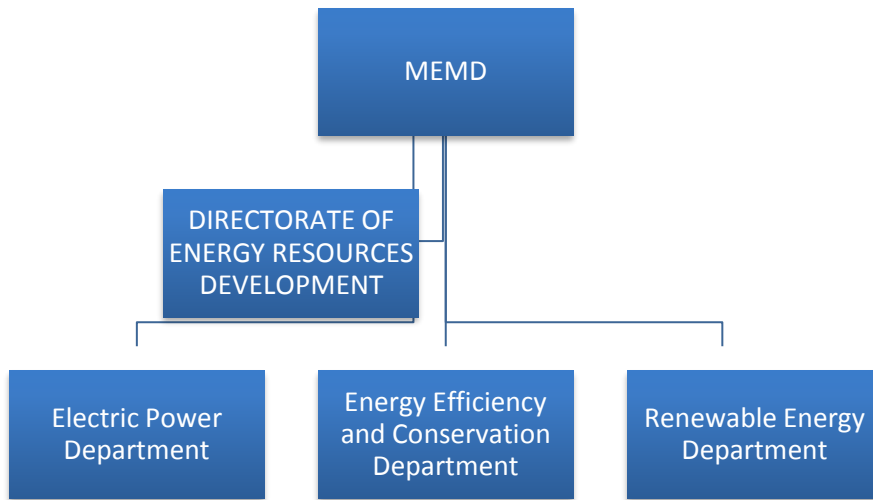 MEMD
DIRECTORATE OF
ENERGY RESOURCES
DEVELOPMENT
Electric Power
Department
Energy Efficiency
and Conservation
Department
Renewable Energy
Department